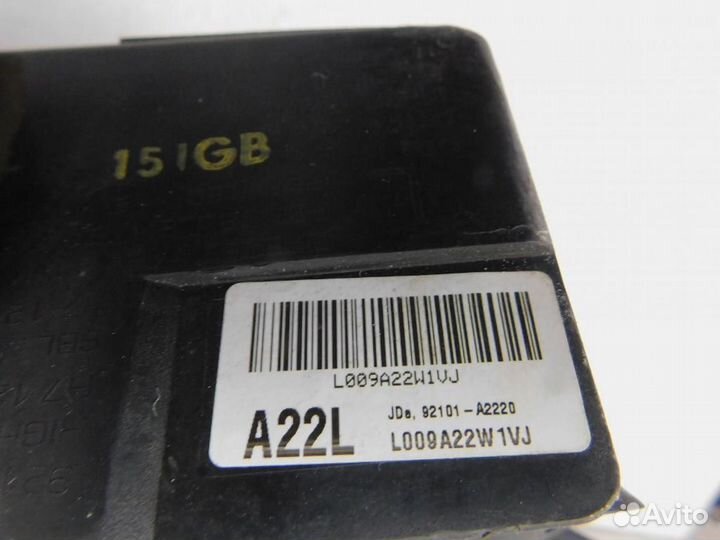 15IGB
L009A22W1VJ
A22L
JDe, 92101-A2220
L009A22W1VJ
Avito